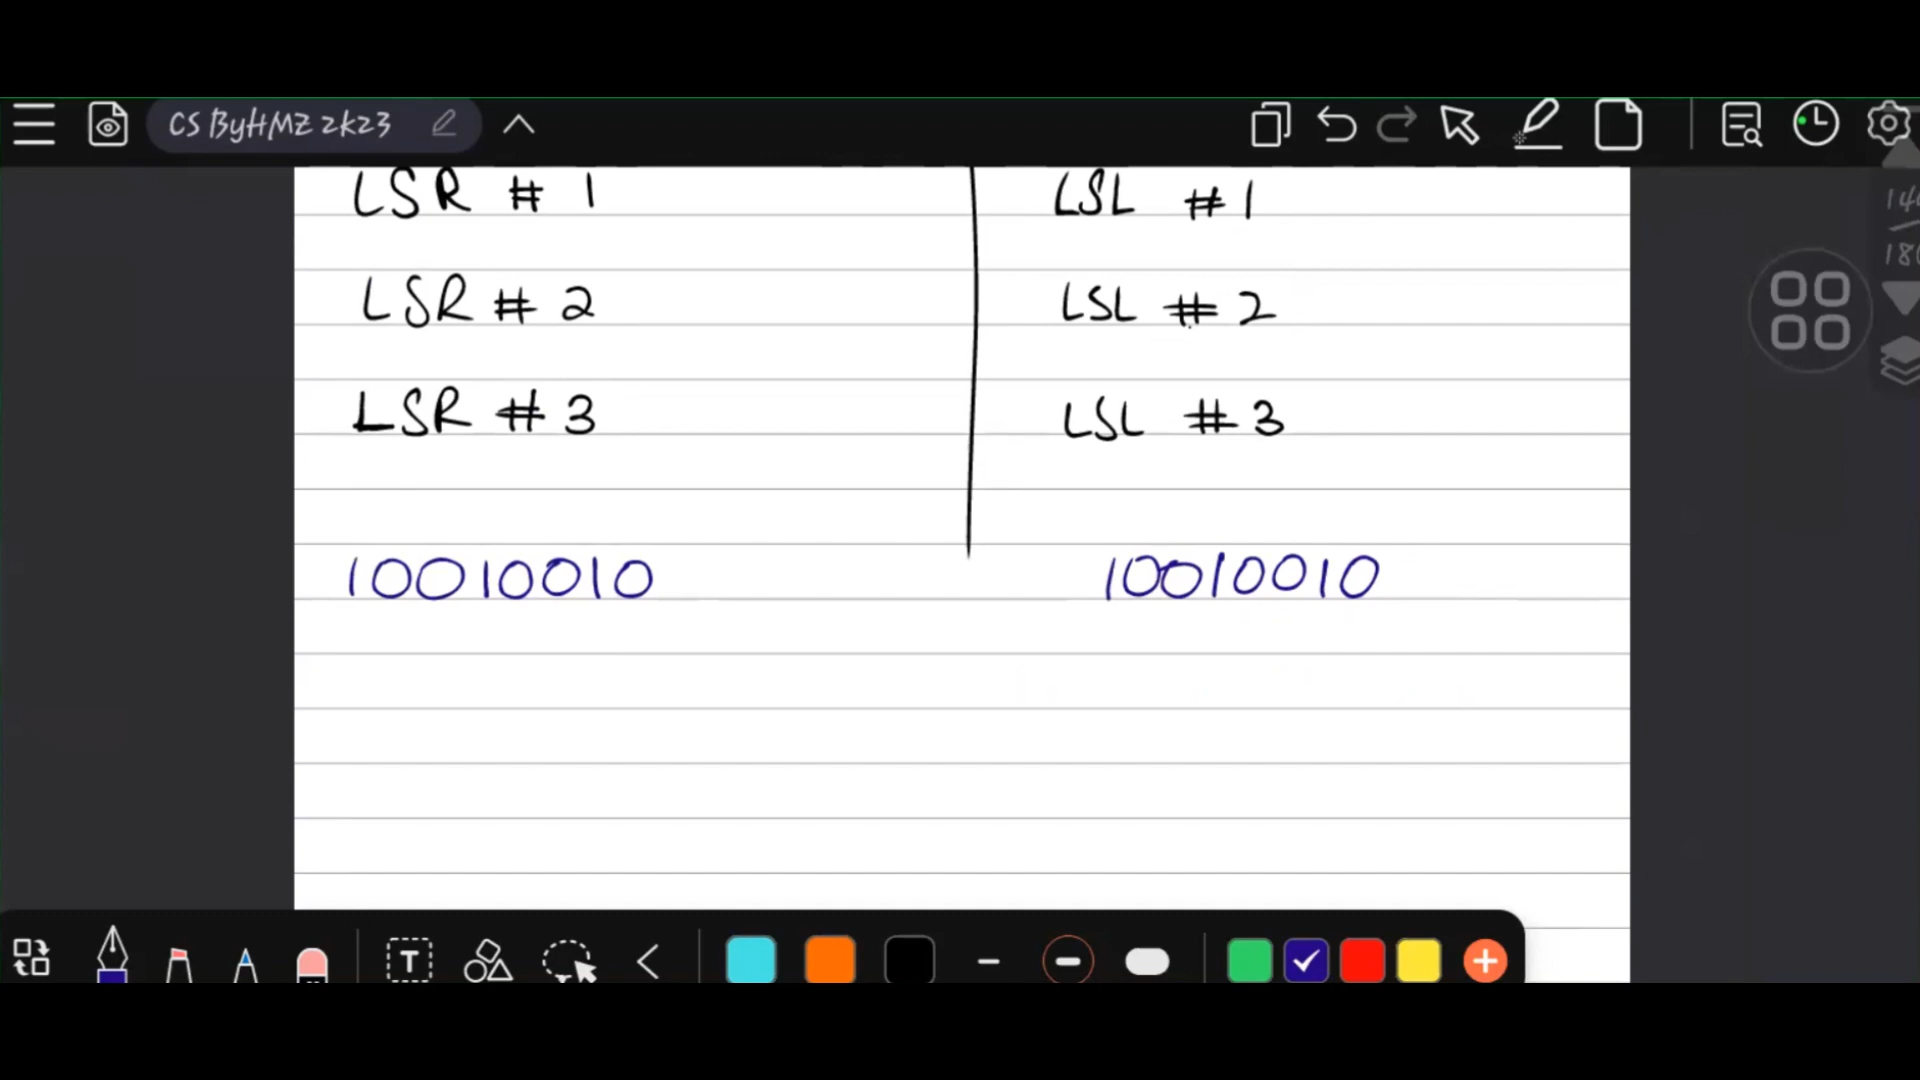 CS ByHMZ 2k23
LSR # 1
LSL # 1
LSR # 2
LSL # 2
LSR # 3
LSL # 3
10010010
10010010
T